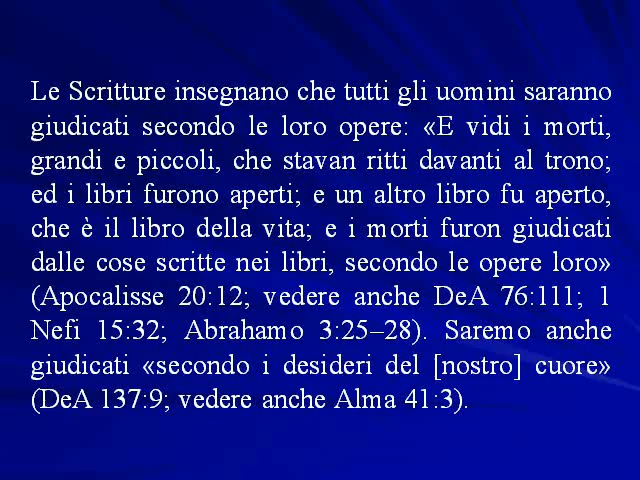 Le Scritture insegnano che tutti gli uomini saranno
giudicati secondo le loro opere: «E vidi i morti,
grandi e piccoli, che stavan ritti davanti al trono;
ed i libri furono aperti; e un altro libro fu aperto,
che è il libro della vita; e i morti furon giudicati
dalle cose scritte nei libri, secondo le opere loro»
(Apocalisse 20:12; vedere anche DeA 76:111; 1
Nefi 15:32; Abrahamo 3:25–28). Saremo anche
giudicati «secondo i desideri del [nostro] cuore»
(DeA 137:9; vedere anche Alma 41:3).